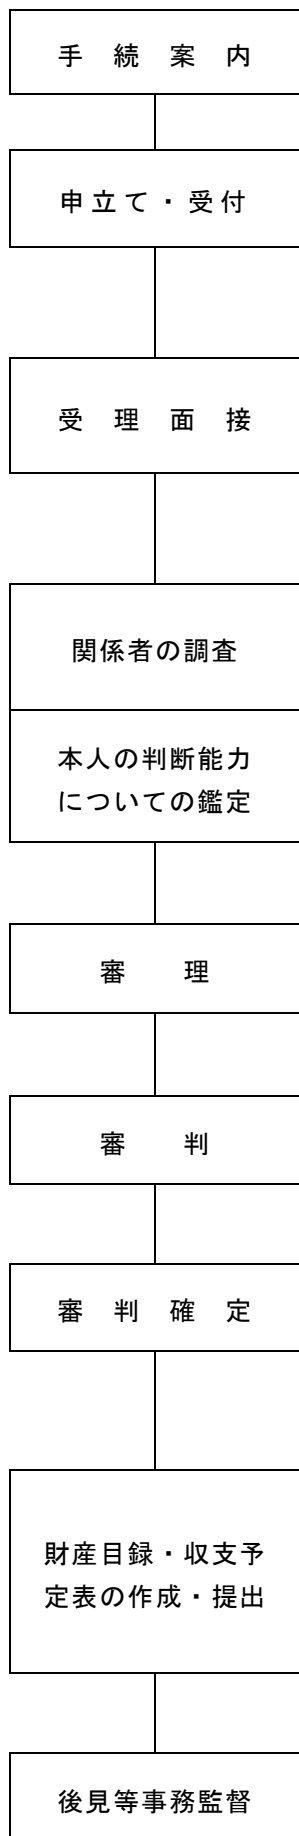 手続案内
申立て・受付
受理面接
関係者の調査
本人の判断能力
についての鑑定
審理
審判
審判確定
財産目録・収支予
定表の作成・提出
後見等事務監督